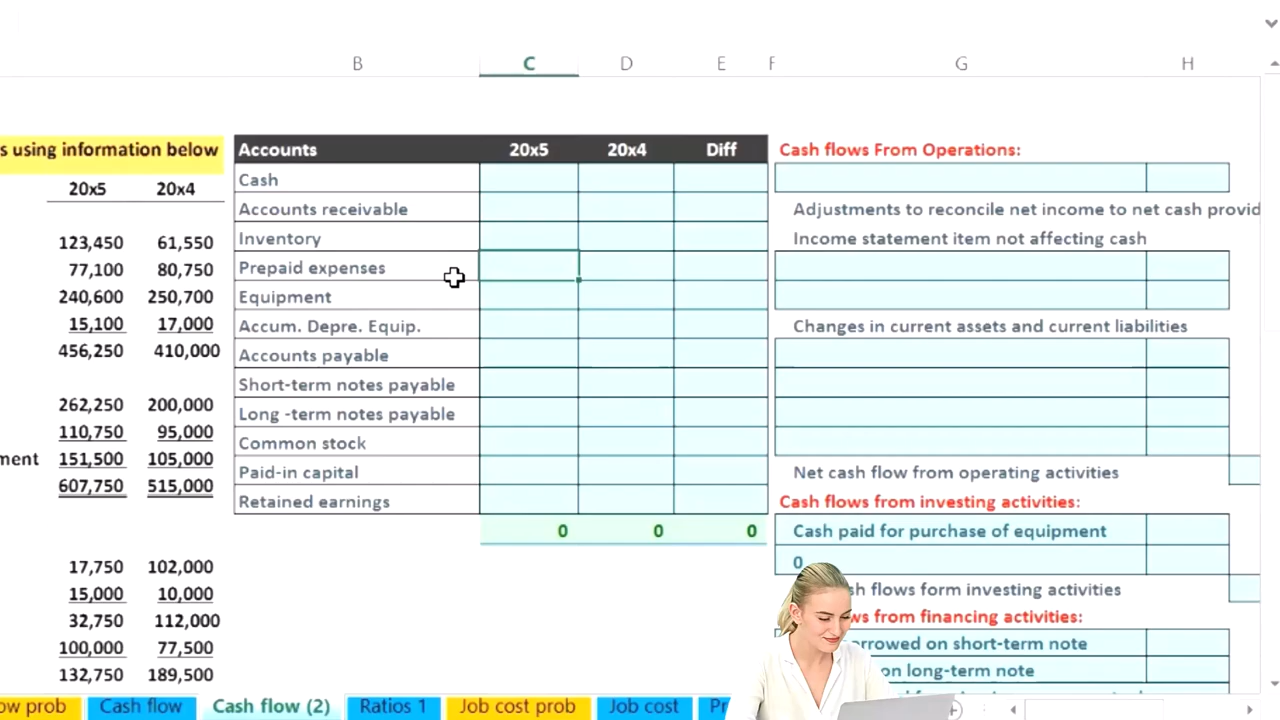 B C D E F G H
s using information below Accounts 20x5 20x4 Diff Cash flows From Operations:
20x5 20x4 Cash
Accounts receivable Adjustments to reconcile net income to net cash provid
123,450 61,550 Inventory Income statement item not affecting cash
77,100 80,750 Prepaid expenses
240,600 250,700 Equipment
15,100 17,000 Accum. Depre. Equip. Changes in current assets and current liabilities
456,250 410,000 Accounts payable
Short-term notes payable
262,250 200,000 Long -term notes payable
110,750 95,000 Common stock
ment 151,500 105,000 Paid-in capital Net cash flow from operating activities
607,750 515,000 Retained earnings Cash flows from investing activities:
0 0 0 Cash paid for purchase of equipment
17,750 102,000 0
15,000 10,000 sh flows form investing activities
32,750 112,000 ws from financing activities:
100,000 77,500 orrowed on short-term note
132,750 189,500 on long-term note
ow prob Cash flow Cash flow (2) Ratios 1 Job cost prob Job cost Pr